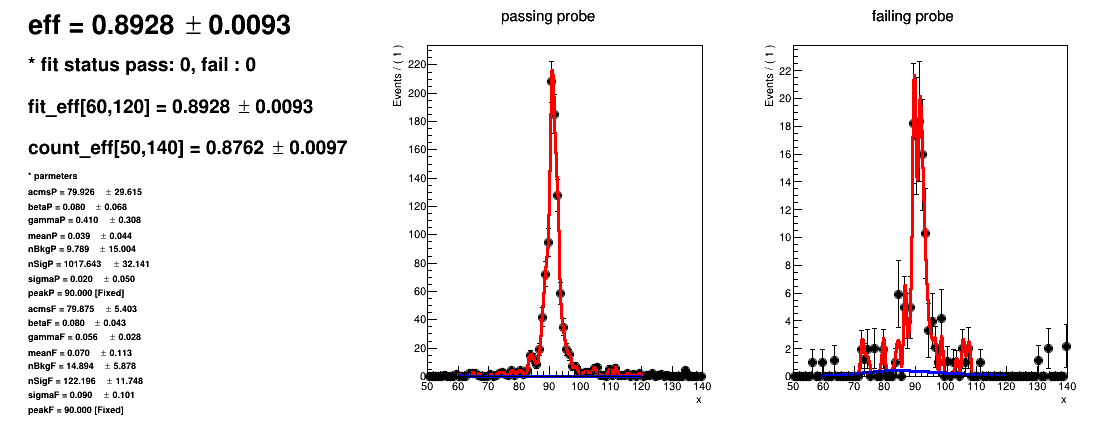 eff = 0.8928 ± 0.0093
* fit status pass: 0, fail : 0
fit_eff[60,120] = 0.8928 ± 0.0093
count_eff[50,140] = 0.8762 ± 0.0097
* parmeters
acmsP = 79.926 ± 29.615
betaP = 0.080 ± 0.068
gammaP = 0.410 ± 0.308
meanP = 0.039 ± 0.044
nBkgP = 9.789 ± 15.004
nSigP = 1017.643 ± 32.141
sigmaP = 0.020 ± 0.050
peakP = 90.000 [Fixed]
acmsF = 79.875 ± 5.403
betaF = 0.080 ± 0.043
gammaF = 0.056 ± 0.028
meanF = 0.070 ± 0.113
nBkgF = 14.894 ± 5.878
nSigF = 122.196 ± 11.748
sigmaF = 0.090 ± 0.101
peakF = 90.000 [Fixed]
passing probe
Events / ( 1 )
220
200
180
160
140
120
100
80
60
40
20
0
50 60 70 80 90 100 110 120 130 140
x
failing probe
Events / ( 1 )
22
20
18
16
14
12
10
8
6
4
2
0
50 60 70 80 90 100 110 120 130 140
x